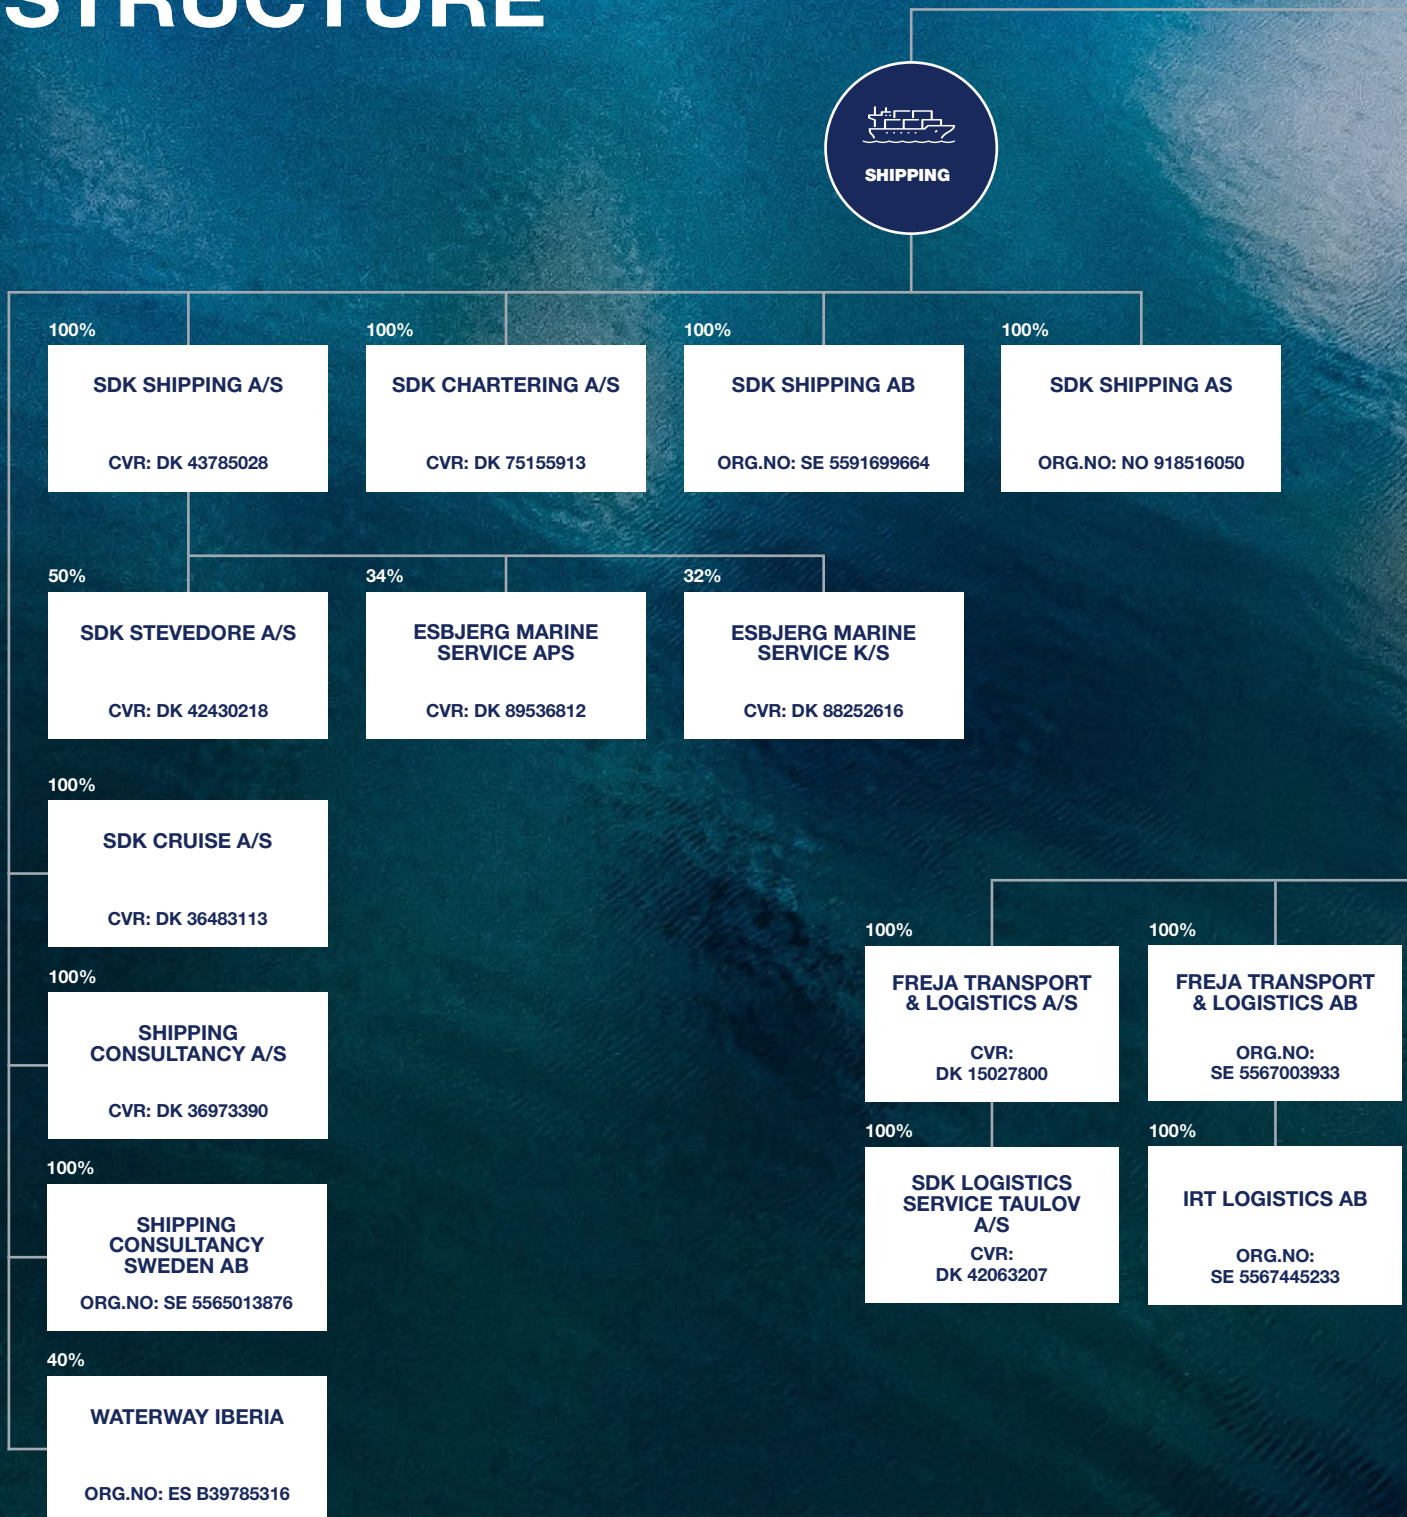 STRUCTURE
SHIPPING
100%
SDK SHIPPING A/S
CVR: DK 43785028
100%
SDK CHARTERING A/S
CVR: DK 75155913
100%
SDK SHIPPING AB
ORG.NO: SE 5591699664
100%
SDK SHIPPING AS
ORG.NO: NO 918516050
50%
SDK STEVEDORE A/S
CVR: DK 42430218
34%
ESBJERG MARINE
SERVICE APS
CVR: DK 89536812
32%
ESBJERG MARINE
SERVICE K/S
CVR: DK 88252616
100%
SDK CRUISE A/S
CVR: DK 36483113
100%
SHIPPING
CONSULTANCY A/S
CVR: DK 36973390
100%
SHIPPING
CONSULTANCY
SWEDEN AB
ORG.NO: SE 5565013876
40%
WATERWAY IBERIA
ORG.NO: ES B39785316
100%
FREJA TRANSPORT
& LOGISTICS A/S
CVR:
DK 15027800
100%
FREJA TRANSPORT
& LOGISTICS AB
ORG.NO:
SE 5567003933
100%
SDK LOGISTICS
SERVICE TAULOV
A/S
CVR:
DK 42063207
100%
IRT LOGISTICS AB
ORG.NO:
SE 5567445233